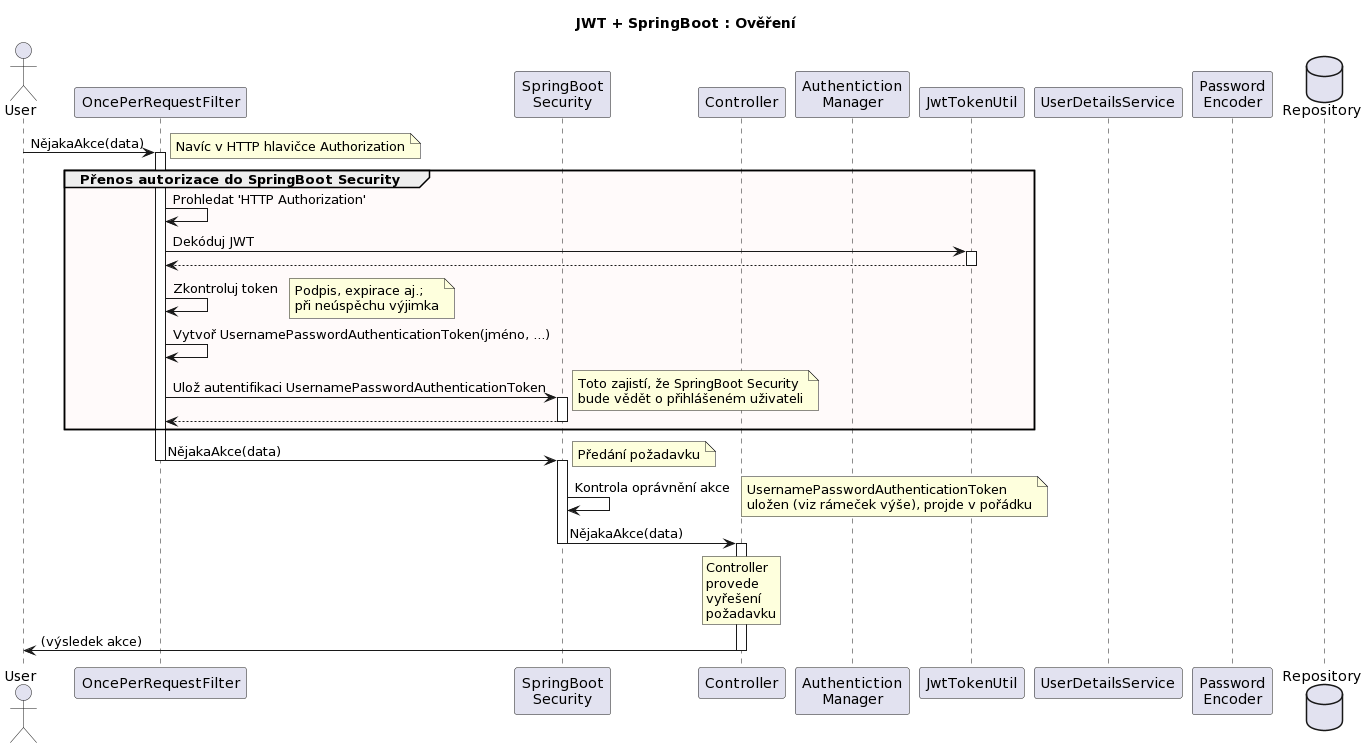 JWT + SpringBoot : Ověření
User
OncePerRequestFilter
SpringBoot
Security
Controller
Authentiction
Manager
JwtTokenUtil
UserDetailsService
Password
Encoder
Repository
NějakaAkce(data)
Navíc v HTTP hlavičce Authorization
Přenos autorizace do SpringBoot Security
Prohledat 'HTTP Authorization'
Dekóduj JWT
Zkontroluj token
Podpis, expirace aj.;
při neúspěchu výjimka
Vytvoř UsernamePasswordAuthenticationToken(jméno, ...)
Ulož autentifikaci UsernamePasswordAuthenticationToken
Toto zajistí, že SpringBoot Security
bude vědět o přihlášeném uživateli
NějakaAkce(data)
Předání požadavku
Kontrola oprávnění akce
UsernamePasswordAuthenticationToken
uložen (viz rámeček výše), projde v pořádku
NějakaAkce(data)
Controller
provede
vyřešení
požadavku
(výsledek akce)
User
OncePerRequestFilter
SpringBoot
Security
Controller
Authentiction
Manager
JwtTokenUtil
UserDetailsService
Password
Encoder
Repository